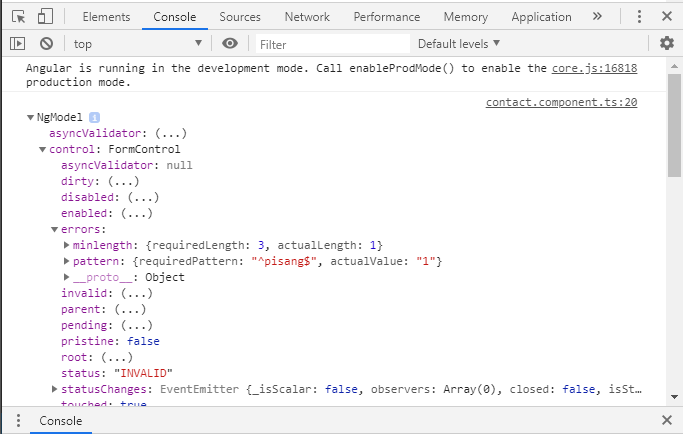 Elements Console Sources Network Performance Memory Application »
top Filter Default levels
Angular is running in the development mode. Call enableProdMode() to enable the core.js:16818
production mode.
contact.component.ts:20
NgModel i
asyncValidator: (...)
control: FormControl
asyncValidator: null
dirty: (...)
disabled: (...)
enabled: (...)
errors:
minlength: {requiredLength: 3, actualLength: 1}
pattern: {requiredPattern: "^pisang$", actualValue: "1"}
__proto__: Object
invalid: (...)
parent: (...)
pending: (...)
pristine: false
root: (...)
status: "INVALID"
statusChanges: EventEmitter {_isScalar: false, observers: Array(0), closed: false, isSt…
touched: true
Console